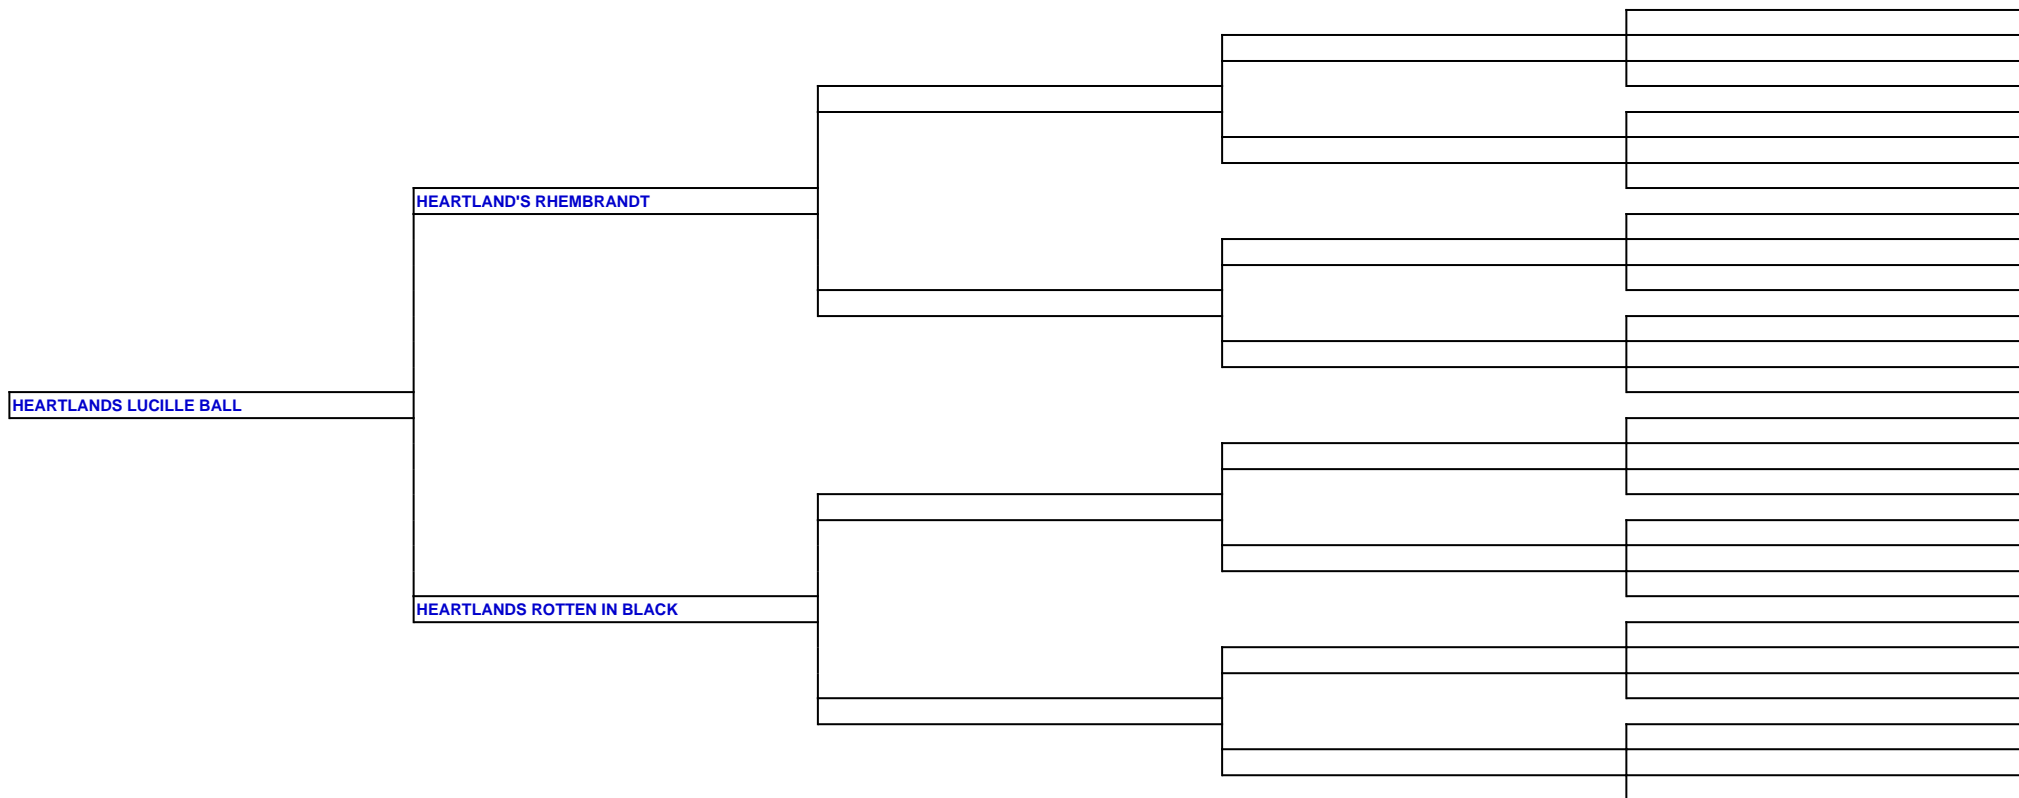 HEARTLAND'S RHEMBRANDT
HEARTLANDS LUCILLE BALL
HEARTLANDS ROTTEN IN BLACK